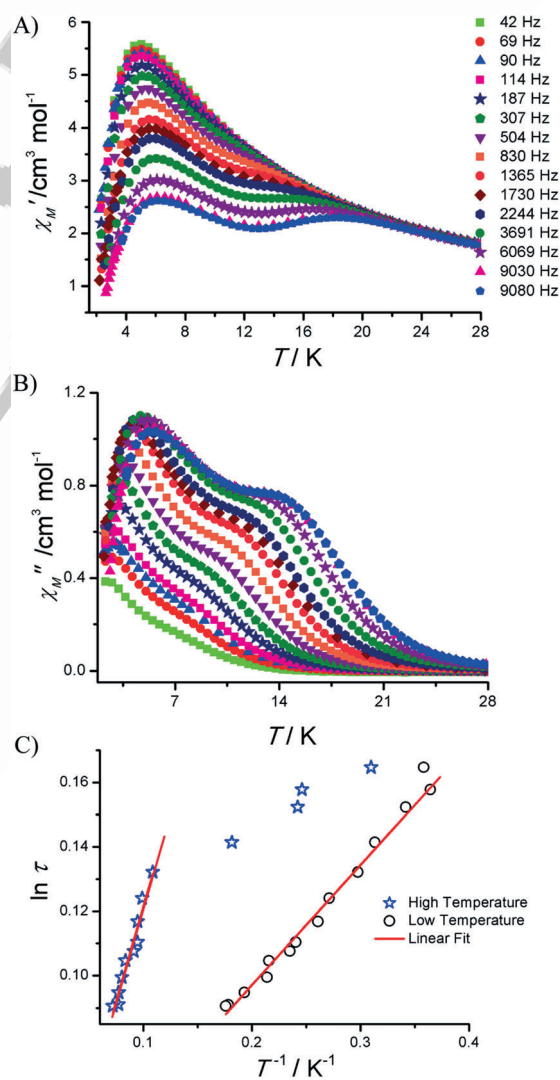 A)
6
5
4
3
2
1
χM′/cm³ mol⁻¹
4 8 12 16 20 24 28
T / K
42 Hz
69 Hz
90 Hz
114 Hz
187 Hz
307 Hz
504 Hz
830 Hz
1365 Hz
1730 Hz
2244 Hz
3691 Hz
6069 Hz
9030 Hz
9080 Hz
B)
1.2
0.8
0.4
0.0
χM″ /cm³ mol⁻¹
7 14 21 28
T / K
C)
0.16
0.14
0.12
0.10
ln τ
High Temperature
Low Temperature
Linear Fit
0.1 0.2 0.3 0.4
T⁻¹ / K⁻¹